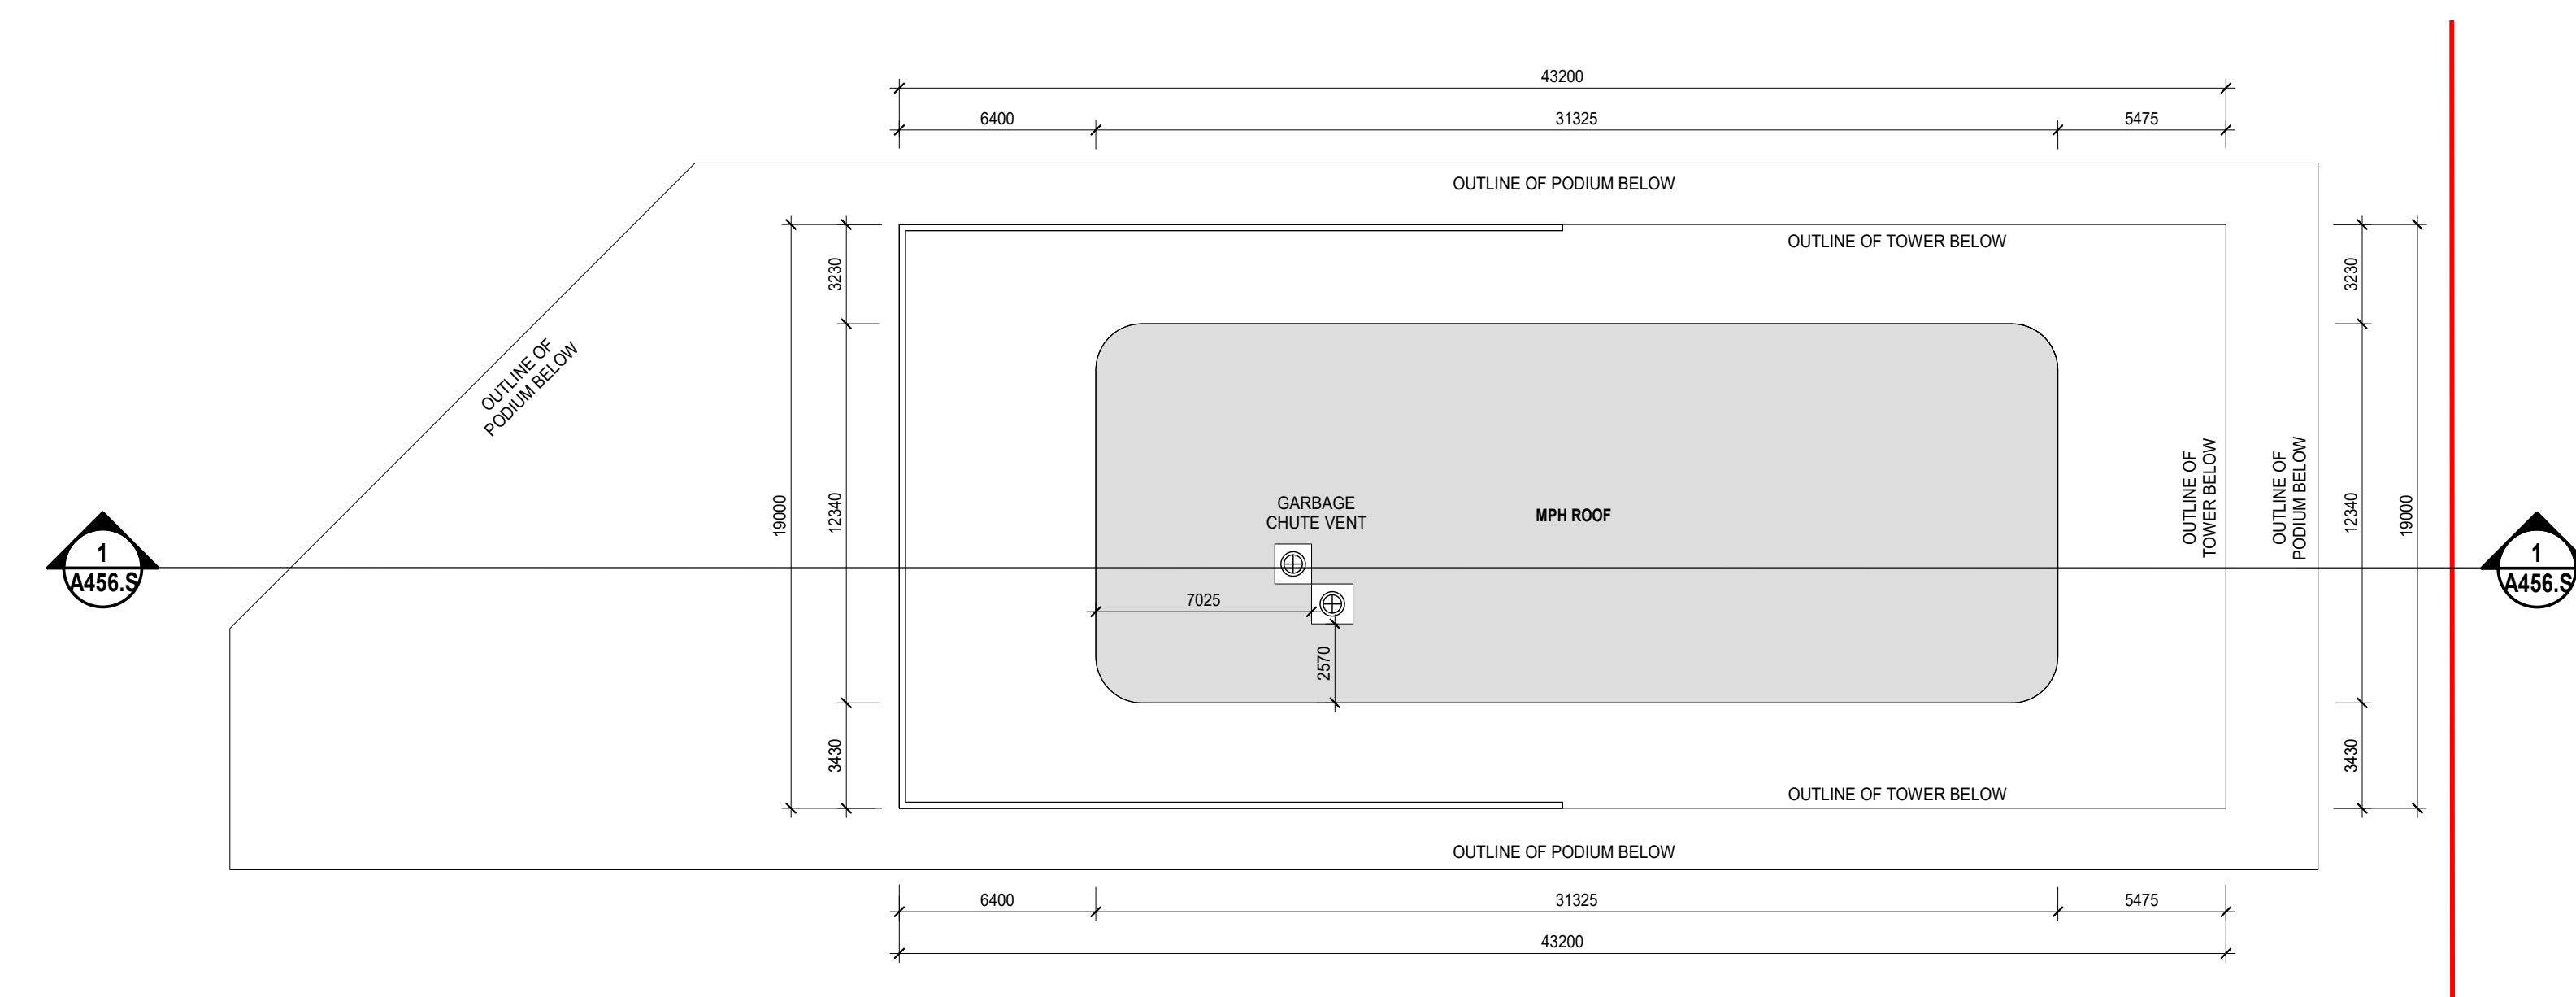 43200
6400
31325
5475
OUTLINE OF PODIUM BELOW
OUTLINE OF TOWER BELOW
3230
3230
OUTLINE OF
PODIUM BELOW
19000
12340
GARBAGE
CHUTE VENT
MPH ROOF
OUTLINE OF
TOWER BELOW
OUTLINE OF
PODIUM BELOW
12340
19000
1
A456.S
1
A456.S
7025
2570
3430
3430
OUTLINE OF TOWER BELOW
OUTLINE OF PODIUM BELOW
6400
31325
5475
43200